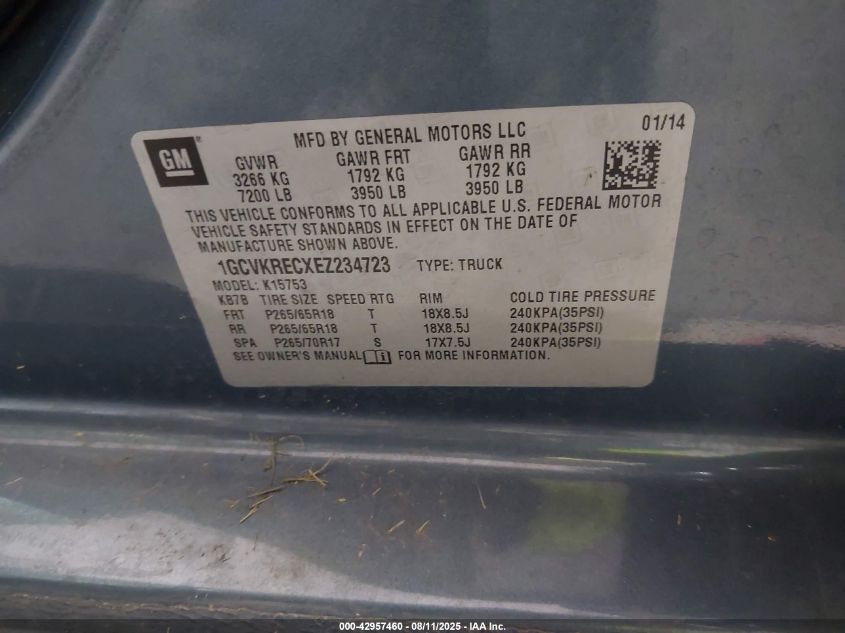 GM ®
MFD BY GENERAL MOTORS LLC
01/14
GVWR GAWR FRT GAWR RR
3266 KG 1792 KG 1792 KG
7200 LB 3950 LB 3950 LB
THIS VEHICLE CONFORMS TO ALL APPLICABLE U.S. FEDERAL MOTOR
VEHICLE SAFETY STANDARDS IN EFFECT ON THE DATE OF
MANUFACTURE SHOWN ABOVE.
1GCVKRECXEZ234723 TYPE: TRUCK
MODEL: K15753
KB7B TIRE SIZE SPEED RTG RIM COLD TIRE PRESSURE
FRT P265/65R18 T 18X8.5J 240KPA(35PSI)
RR P265/65R18 T 18X8.5J 240KPA(35PSI)
SPA P265/70R17 S 17X7.5J 240KPA(35PSI)
SEE OWNER'S MANUAL i FOR MORE INFORMATION.
000-42957460 - 08/11/2025 - IAA Inc.